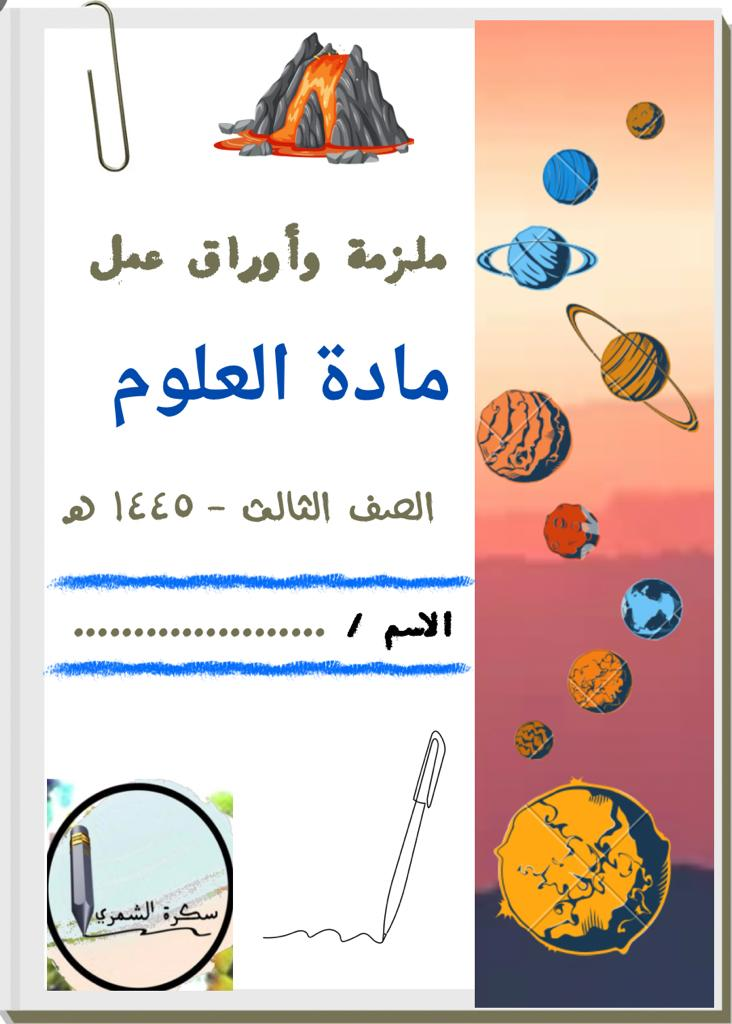 ملزمة وأوراق عمل
مادة العلوم
الصف الثالث - ١٤٤٥ هـ
الاسم / .....................
سكرة الشمري